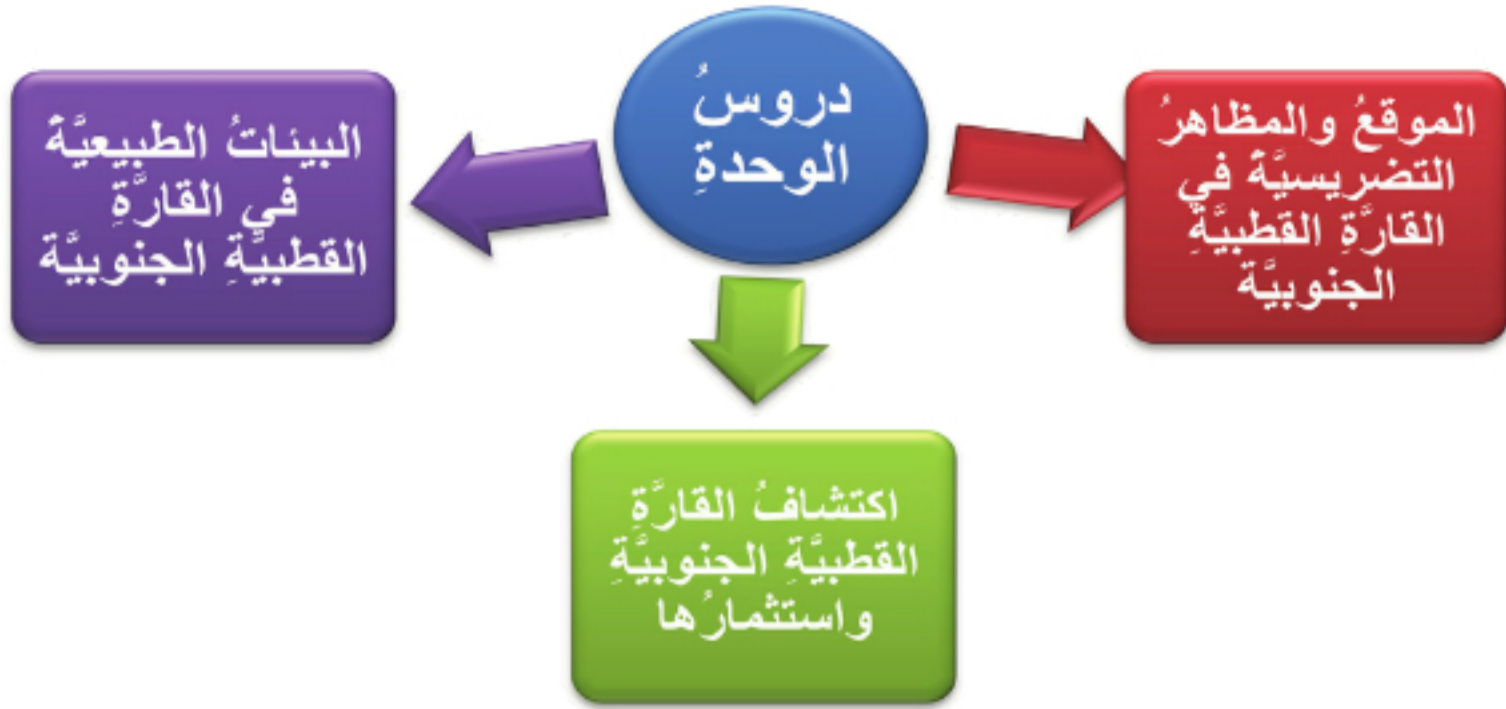 دروسُ
الوحدةِ
الموقعُ والمظاهرُ
التضريسيَّةُ في
القارَّةِ القطبيَّةِ
الجنوبيَّة
البيئاتُ الطبيعيَّةُ
في القارَّةِ
القطبيَّةِ الجنوبيَّة
اكتشافُ القارَّةِ
القطبيَّةِ الجنوبيَّةِ
واستثمارُها